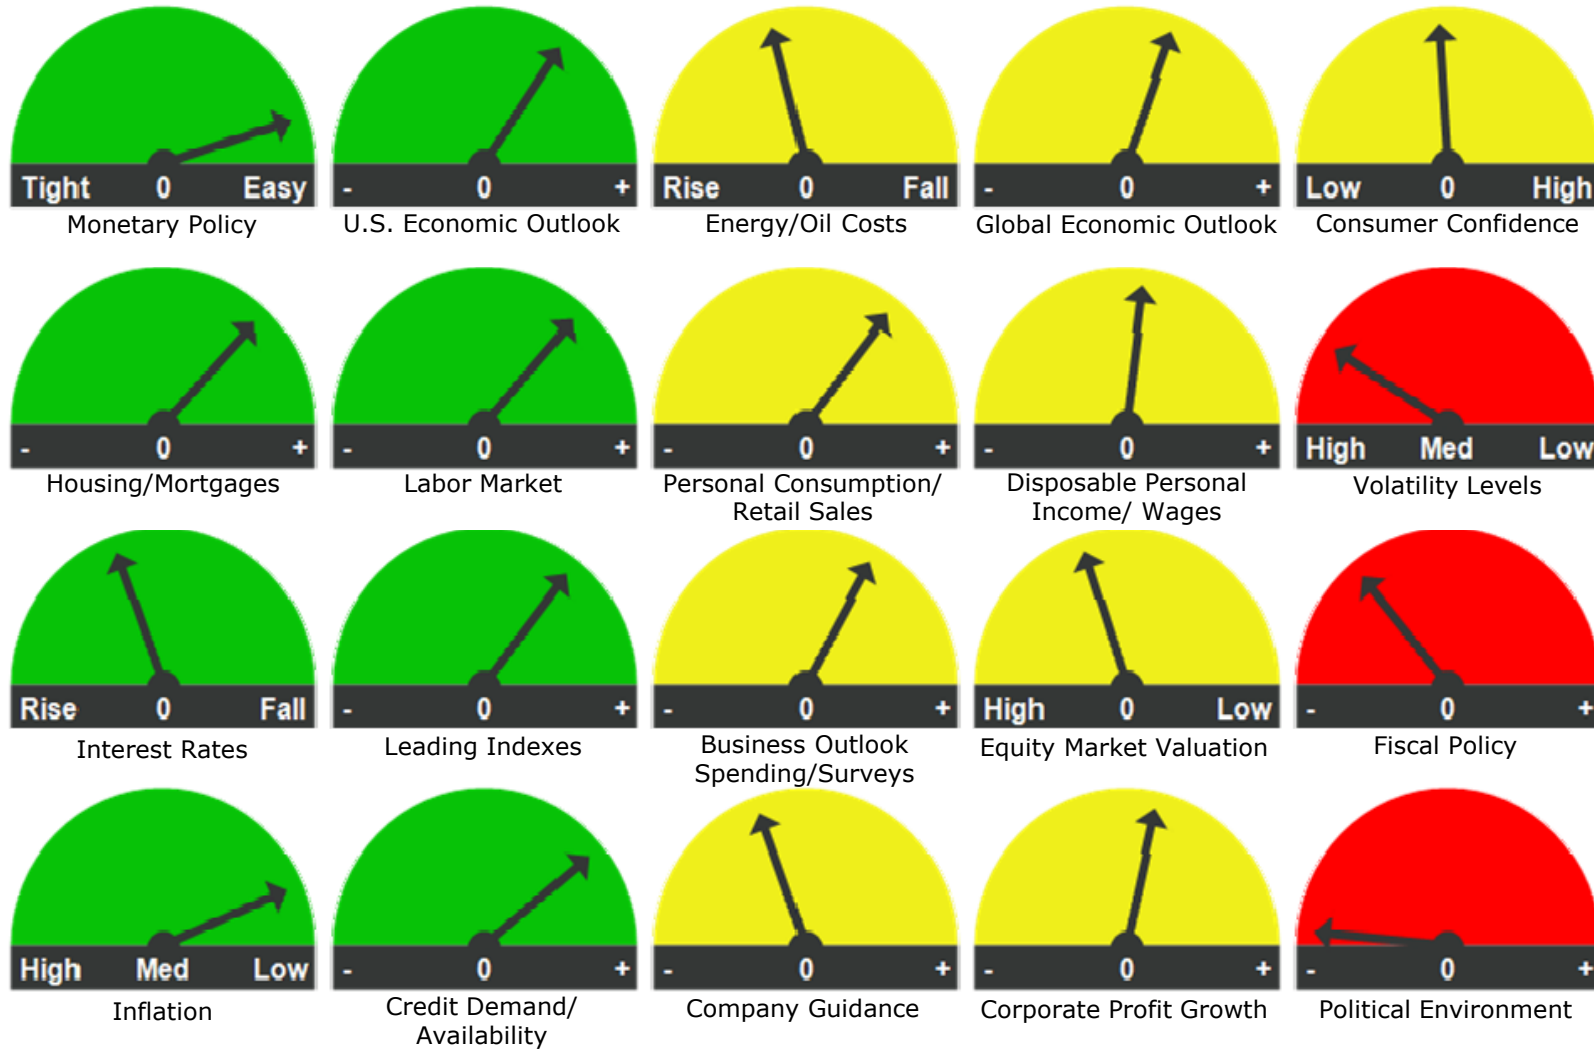 Tight 0 Easy
Monetary Policy
- 0 +
U.S. Economic Outlook
Rise 0 Fall
Energy/Oil Costs
- 0 +
Global Economic Outlook
Low 0 High
Consumer Confidence
- 0 +
Housing/Mortgages
- 0 +
Labor Market
- 0 +
Personal Consumption/
Retail Sales
- 0 +
Disposable Personal
Income/ Wages
High Med Low
Volatility Levels
Rise 0 Fall
Interest Rates
- 0 +
Leading Indexes
- 0 +
Business Outlook
Spending/Surveys
High 0 Low
Equity Market Valuation
- 0 +
Fiscal Policy
High Med Low
Inflation
- 0 +
Credit Demand/
Availability
- 0 +
Company Guidance
- 0 +
Corporate Profit Growth
- 0 +
Political Environment